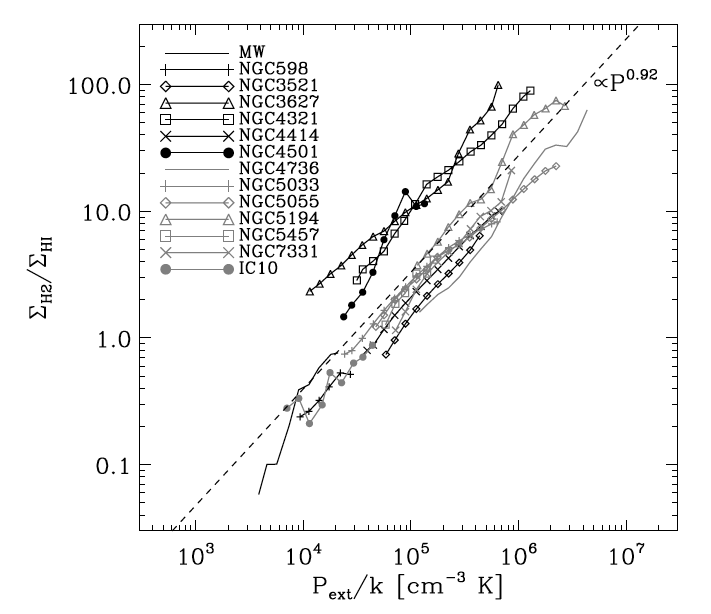 MW
NGC598
NGC3521
NGC3627
NGC4321
NGC4414
NGC4501
NGC4736
NGC5033
NGC5055
NGC5194
NGC5457
NGC7331
IC10
∝P^0.92
100.0
10.0
1.0
0.1
Σ_H2/Σ_HI
10^3 10^4 10^5 10^6 10^7
P_ext/k [cm^-3 K]